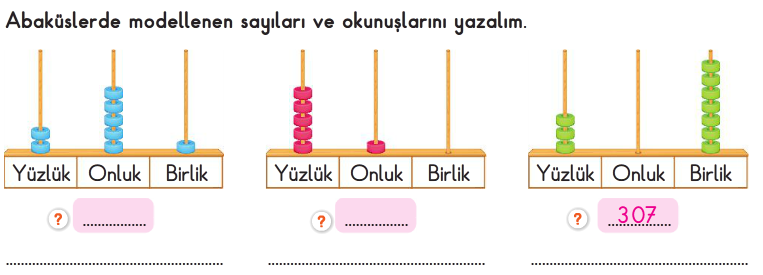 Abaküslerde modellenen sayıları ve okunuşlarını yazalım.
Yüzlük Onluk Birlik
Yüzlük Onluk Birlik
Yüzlük Onluk Birlik
? ..................
? ..................
? 307
............................................................
............................................................
............................................................